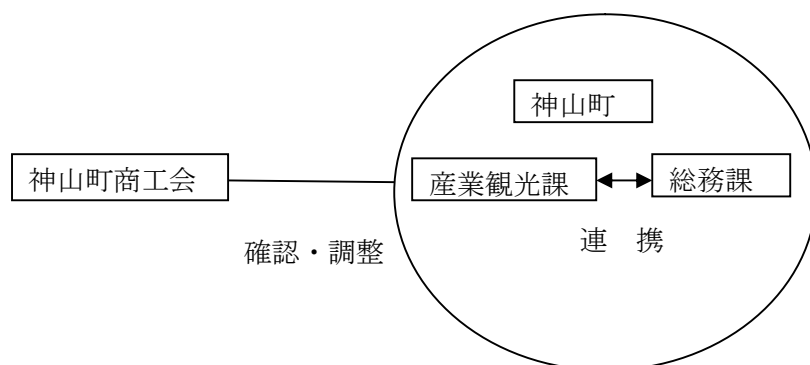 神山町
神山町商工会
産業観光課
総務課
確認・調整
連 携